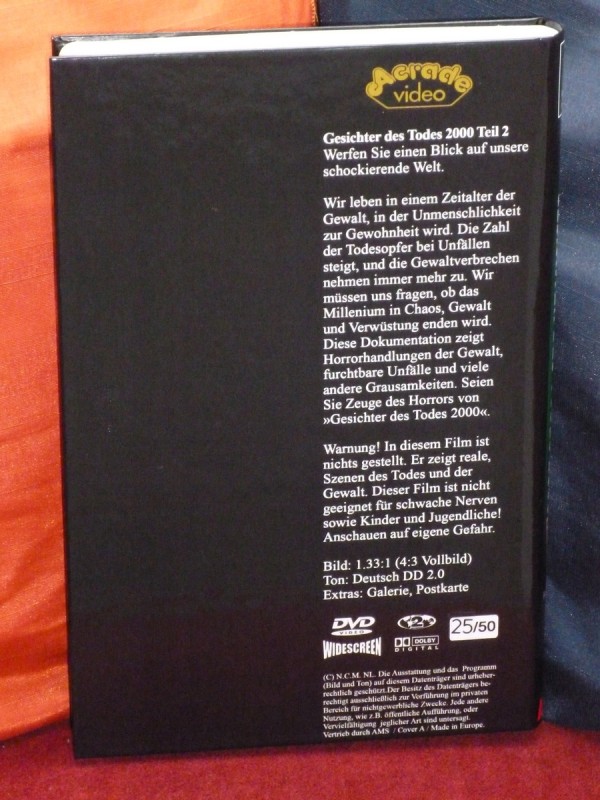 Acrade
video
Gesichter des Todes 2000 Teil 2
Werfen Sie einen Blick auf unsere
schockierende Welt.
Wir leben in einem Zeitalter der
Gewalt, in der Unmenschlichkeit
zur Gewohnheit wird. Die Zahl
der Todesopfer bei Unfällen
steigt, und die Gewaltverbrechen
nehmen immer mehr zu. Wir
müssen uns fragen, ob das
Millenium in Chaos, Gewalt
und Verwüstung enden wird.
Diese Dokumentation zeigt
Horrorhandlungen der Gewalt,
furchtbare Unfälle und viele
andere Grausamkeiten. Seien
Sie Zeuge des Horrors von
»Gesichter des Todes 2000«.
Warnung! In diesem Film ist
nichts gestellt. Er zeigt reale,
Szenen des Todes und der
Gewalt. Dieser Film ist nicht
geeignet für schwache Nerven
sowie Kinder und Jugendliche!
Anschauen auf eigene Gefahr.
Bild: 1.33:1 (4:3 Vollbild)
Ton: Deutsch DD 2.0
Extras: Galerie, Postkarte
DVD
VIDEO
2
25/50
WIDESCREEN
DOLBY
DIGITAL
(C) N.C.M. NL. Die Ausstattung und das Programm
(Bild und Ton) auf diesem Datenträger sind urheber-
rechtlich geschützt.Der Besitz des Datenträgers be-
rechtigt ausschließlich zur Vorführung im privaten
Bereich für nichtgewerbliche Zwecke. Jede andere
Nutzung, wie z.B. öffentliche Aufführung, oder
Vervielfältigung jeglicher Art sind untersagt.
Vertrieb durch AMS / Cover A / Made in Europe.